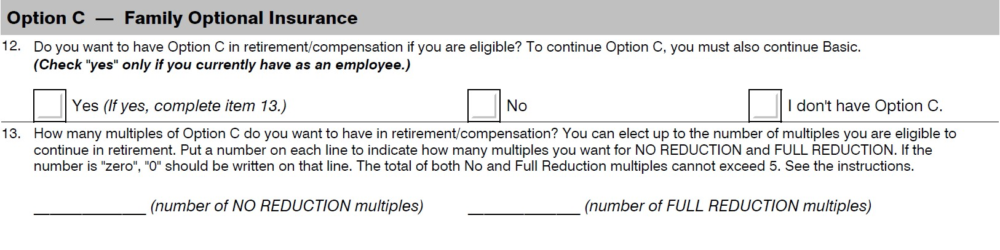 Option C — Family Optional Insurance
12. Do you want to have Option C in retirement/compensation if you are eligible? To continue Option C, you must also continue Basic.
(Check "yes" only if you currently have as an employee.)
Yes (If yes, complete item 13.) No I don't have Option C.
13. How many multiples of Option C do you want to have in retirement/compensation? You can elect up to the number of multiples you are eligible to
continue in retirement. Put a number on each line to indicate how many multiples you want for NO REDUCTION and FULL REDUCTION. If the
number is "zero", "0" should be written on that line. The total of both No and Full Reduction multiples cannot exceed 5. See the instructions.
____________ (number of NO REDUCTION multiples) ____________ (number of FULL REDUCTION multiples)